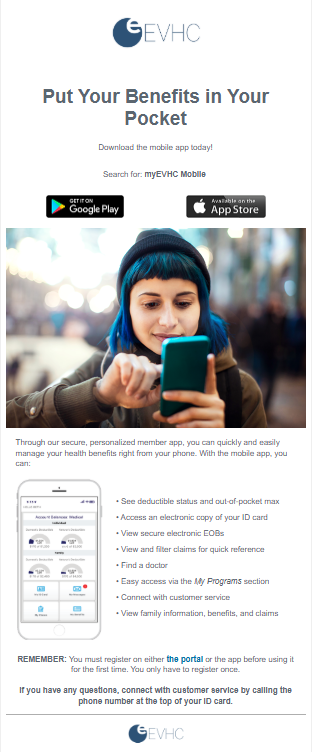 EVHC
Put Your Benefits in Your
Pocket
Download the mobile app today!
Search for: myEVHC Mobile
GET IT ON
Google Play
Available on the
App Store
Through our secure, personalized member app, you can quickly and easily
manage your health benefits right from your phone. With the mobile app, you
can:
Individual
Family
• See deductible status and out-of-pocket max
• Access an electronic copy of your ID card
• View secure electronic EOBs
• View and filter claims for quick reference
• Find a doctor
• Easy access via the My Programs section
• Connect with customer service
• View family information, benefits, and claims
REMEMBER: You must register on either the portal or the app before using it
for the first time. You only have to register once.
If you have any questions, connect with customer service by calling the
phone number at the top of your ID card.
EVHC